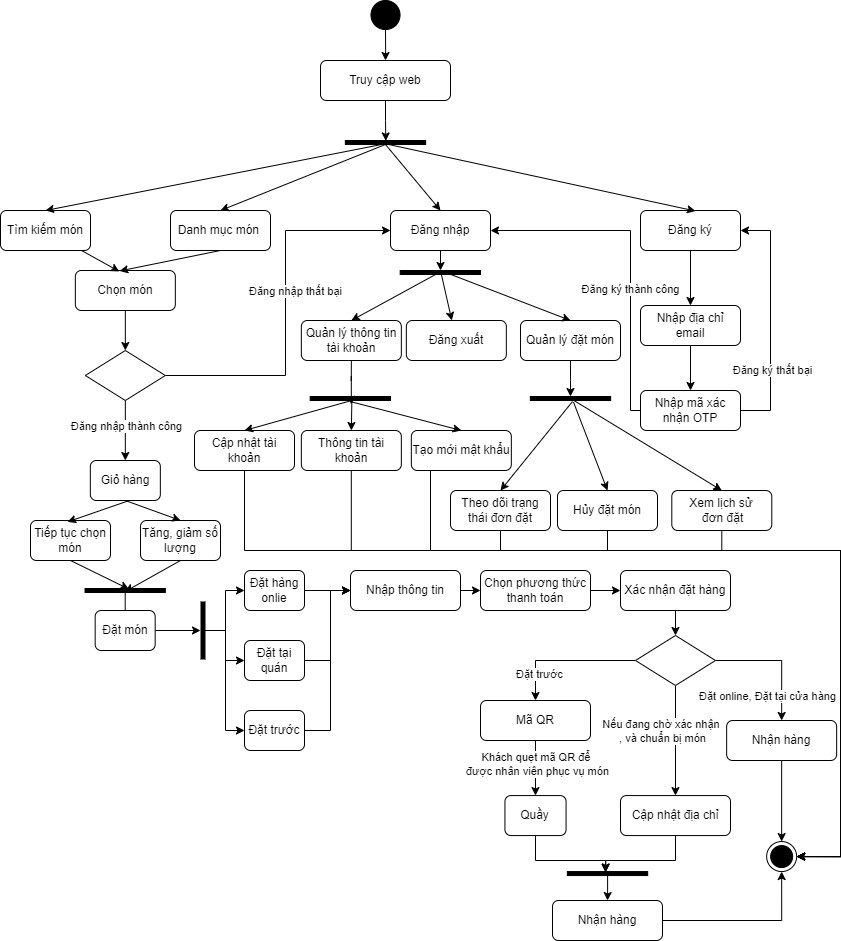 Truy cập web
Tìm kiếm món
Danh mục món
Đăng nhập
Đăng ký
Chọn món
Đăng nhập thất bại
Đăng ký thành công
Nhập địa chỉ
email
Quản lý thông tin
tài khoản
Đăng xuất
Quản lý đặt món
Đăng ký thất bại
Nhập mã xác
nhận OTP
Đăng nhập thành công
Cập nhật tài
khoản
Thông tin tài
khoản
Tạo mới mật khẩu
Giỏ hàng
Theo dõi trạng
thái đơn đặt
Hủy đặt món
Xem lịch sử
đơn đặt
Tiếp tục chọn
món
Tăng, giảm số
lượng
Đặt hàng
onlie
Nhập thông tin
Chọn phương thức
thanh toán
Xác nhận đặt hàng
Đặt món
Đặt tại
quán
Đặt trước
Đặt trước
Đặt online, Đặt tại cửa hàng
Mã QR
Nếu đang chờ xác nhận
, và chuẩn bị món
Nhận hàng
Khách quẹt mã QR để
được nhân viên phục vụ món
Quầy
Cập nhật địa chỉ
Nhận hàng